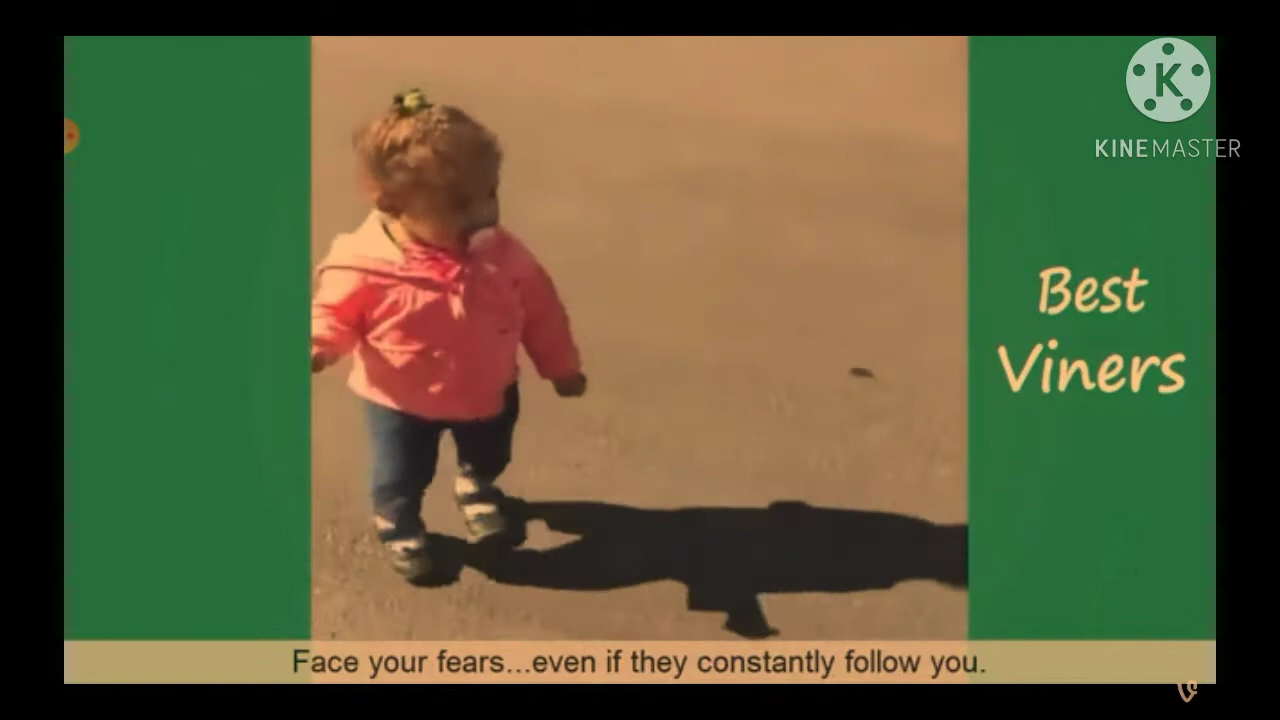 K
KINEMASTER
Best
Viners
Face your fears...even if they constantly follow you.